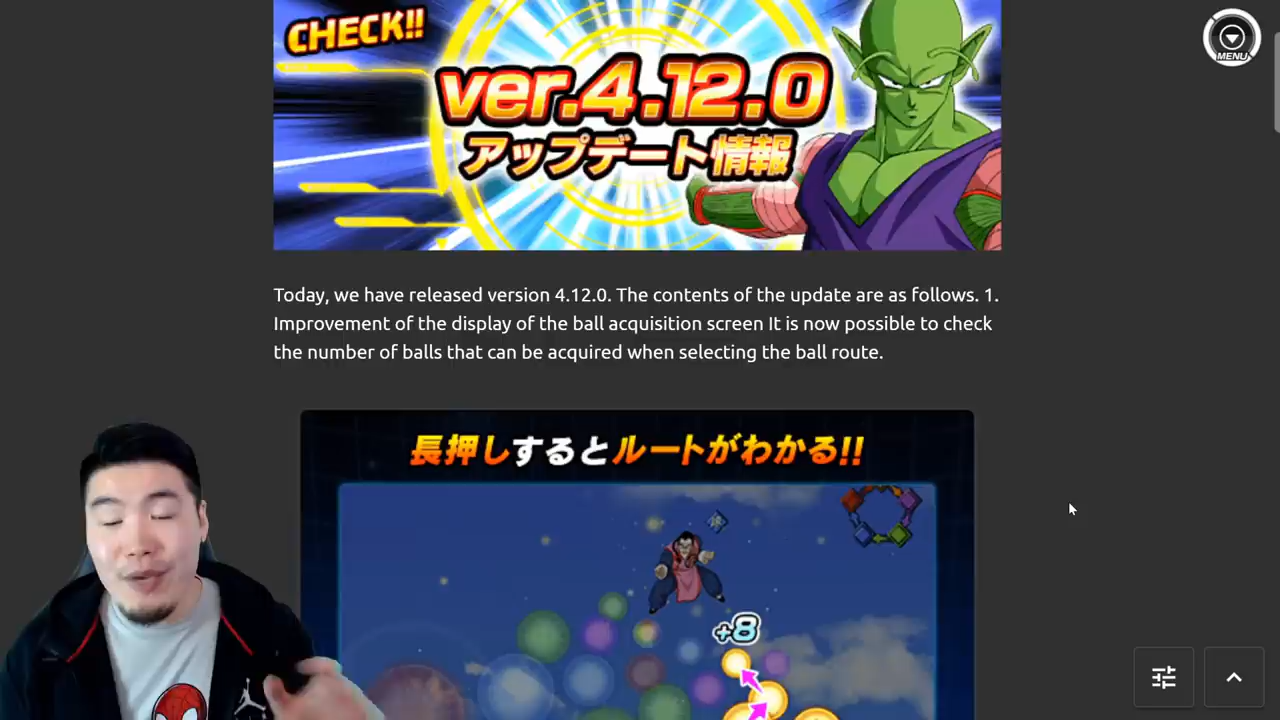 CHECK!!
ver.4.12.0
アップデート情報
MENU
Today, we have released version 4.12.0. The contents of the update are as follows. 1.
Improvement of the display of the ball acquisition screen It is now possible to check
the number of balls that can be acquired when selecting the ball route.
長押しするとルートがわかる!!
+8